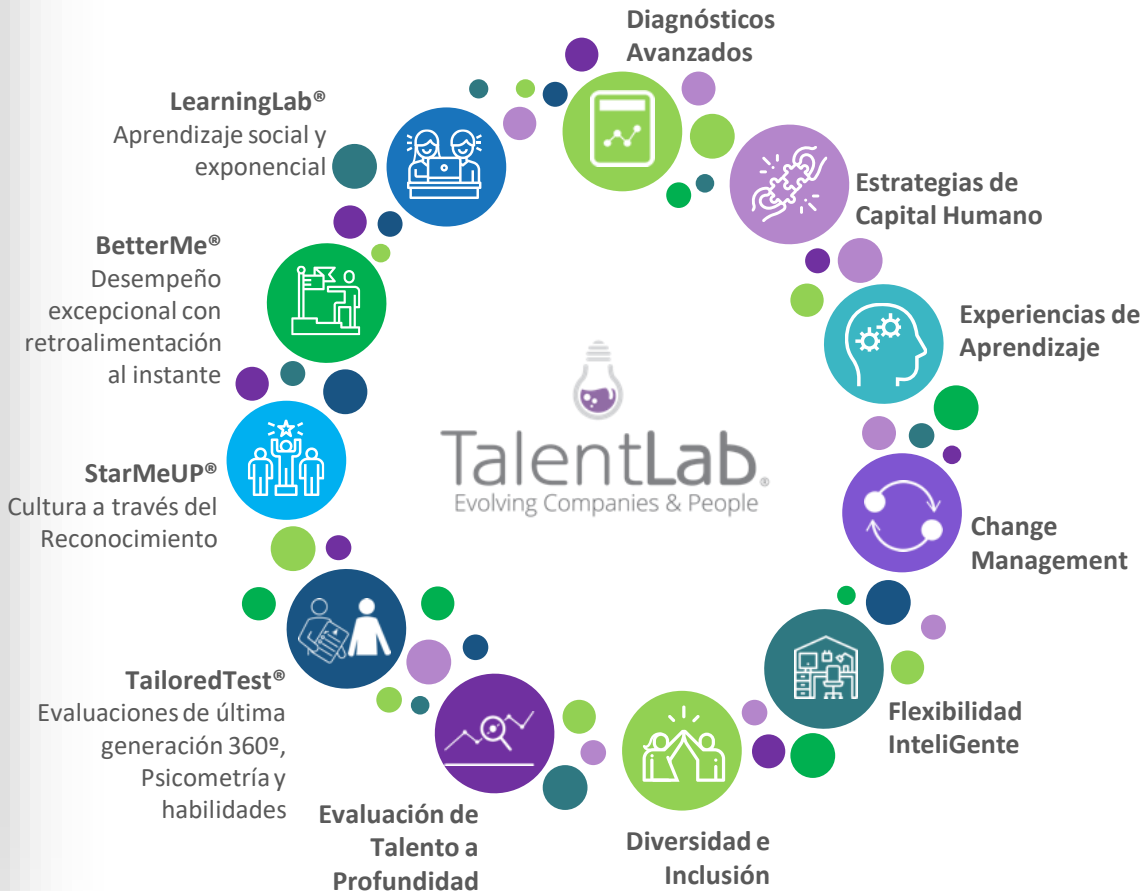 Diagnósticos
Avanzados
Estrategias de
Capital Humano
Experiencias de
Aprendizaje
Change
Management
Flexibilidad
InteliGente
Diversidad e
Inclusión
Evaluación de
Talento a
Profundidad
TailoredTest®
Evaluaciones de última
generación 360º,
Psicometría y
habilidades
StarMeUP®
Cultura a través del
Reconocimiento
BetterMe®
Desempeño
excepcional con
retroalimentación
al instante
LearningLab®
Aprendizaje social y
exponencial
TalentLab®
Evolving Companies & People